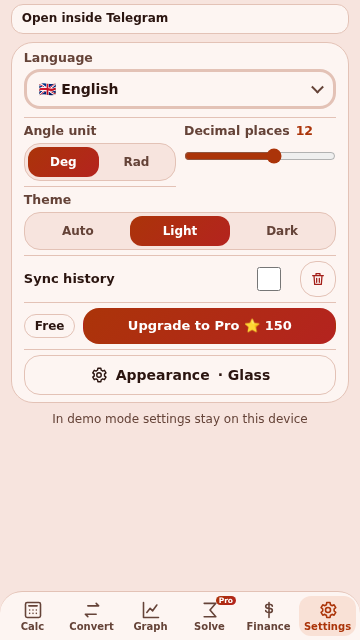 Open inside Telegram
Language
🇬🇧 English
Angle unit
Decimal places 12
Deg
Rad
Theme
Auto
Light
Dark
Sync history
Free
Upgrade to Pro ⭐ 150
Appearance · Glass
In demo mode settings stay on this device
Pro
Calc
Convert
Graph
Solve
Finance
Settings